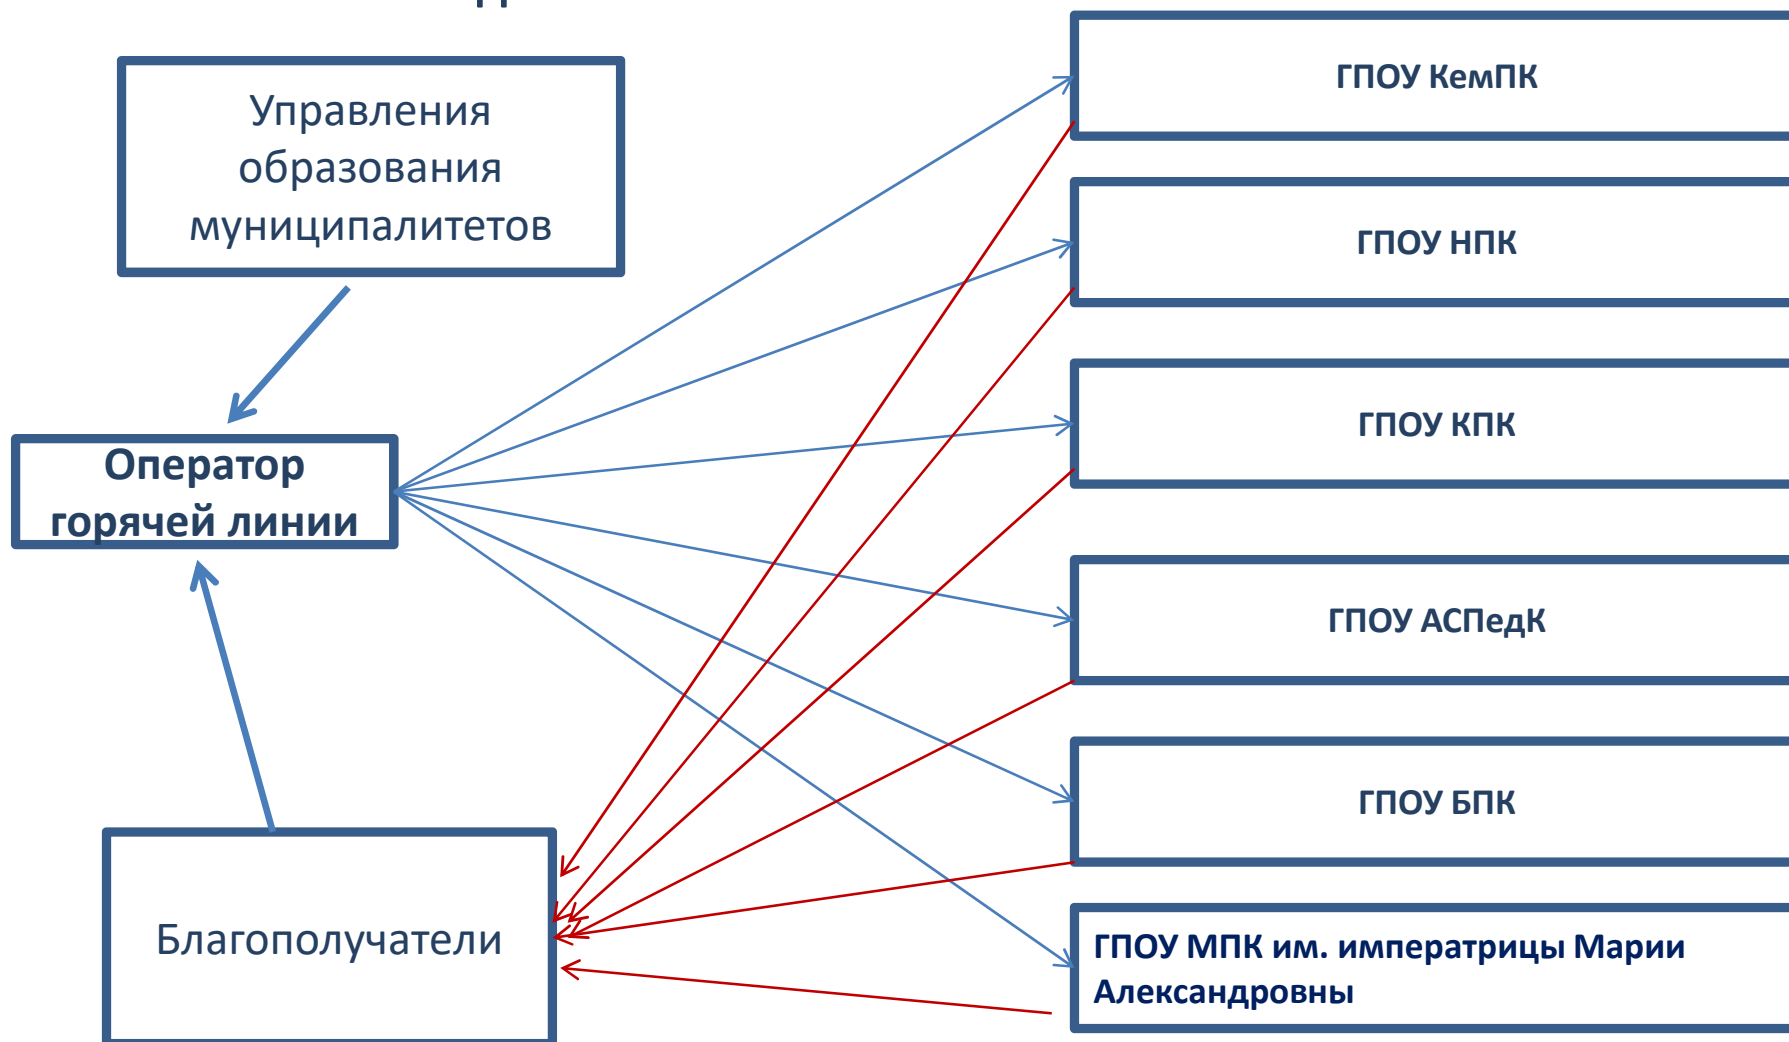 Управления
образования
муниципалитетов
Оператор
горячей линии
Благополучатели
ГПОУ КемПК
ГПОУ НПК
ГПОУ КПК
ГПОУ АСПедК
ГПОУ БПК
ГПОУ МПК им. императрицы Марии
Александровны